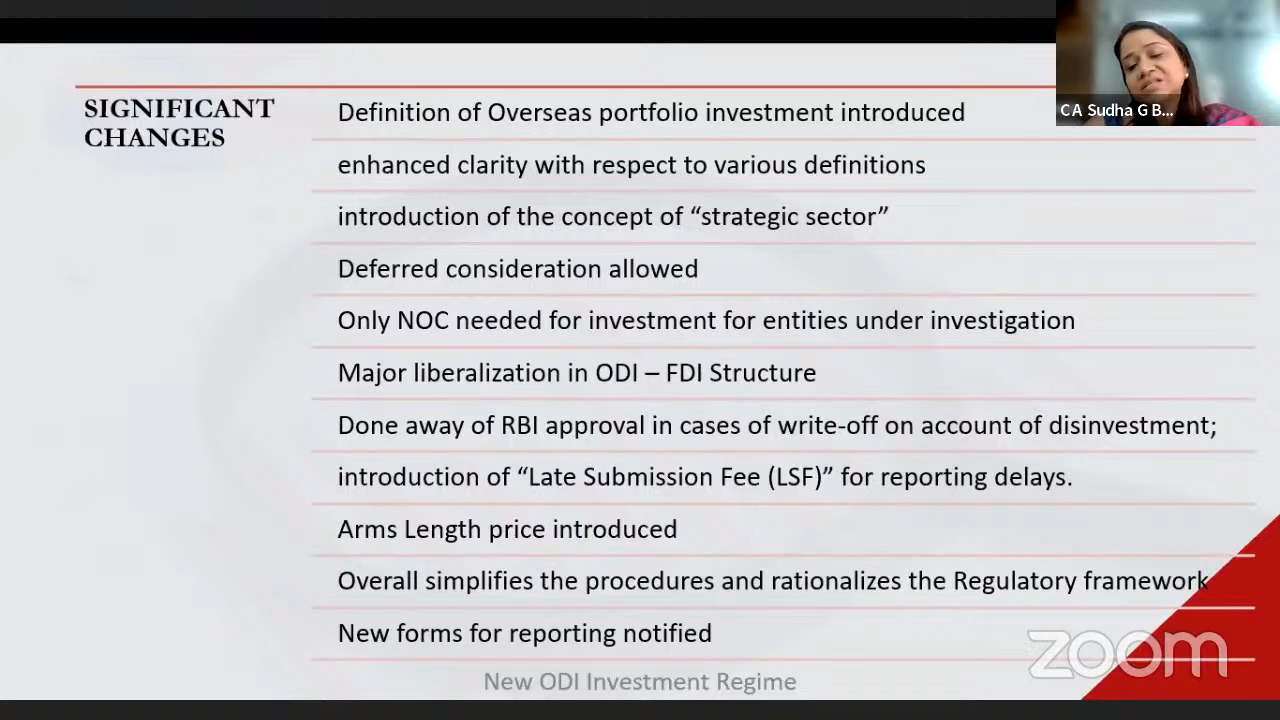 SIGNIFICANT
CHANGES
Definition of Overseas portfolio investment introduced
enhanced clarity with respect to various definitions
introduction of the concept of “strategic sector”
Deferred consideration allowed
Only NOC needed for investment for entities under investigation
Major liberalization in ODI – FDI Structure
Done away of RBI approval in cases of write-off on account of disinvestment;
introduction of “Late Submission Fee (LSF)” for reporting delays.
Arms Length price introduced
Overall simplifies the procedures and rationalizes the Regulatory framework
New forms for reporting notified
New ODI Investment Regime
CA Sudha G B...
zoom